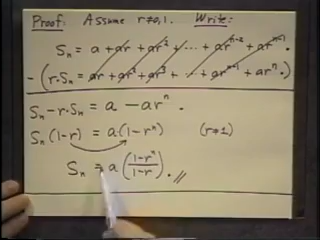 Proof: Assume r≠0,1. Write:
Sₙ = a + ar + ar² + ··· + arⁿ⁻² + arⁿ⁻¹.
- (r·Sₙ = ar + ar² + ar³ + ··· + arⁿ⁻¹ + arⁿ.)
Sₙ - r·Sₙ = a - arⁿ.
Sₙ(1-r) = a(1-rⁿ) (r≠1)
Sₙ = a((1-rⁿ)/(1-r)). //